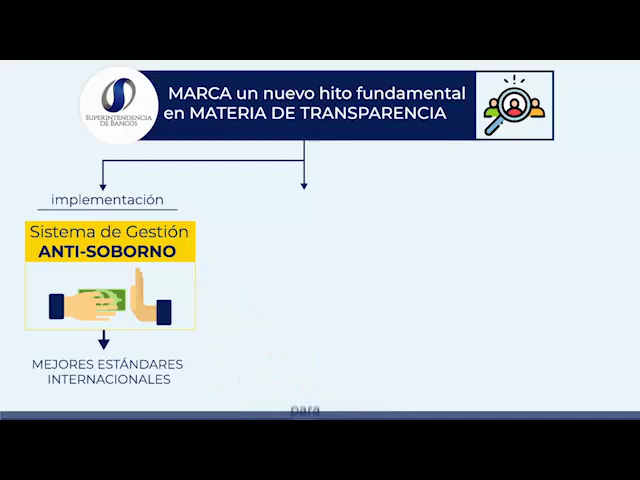 SUPERINTENDENCIA
DE BANCOS
MARCA un nuevo hito fundamental
en MATERIA DE TRANSPARENCIA
implementación
Sistema de Gestión
ANTI-SOBORNO
MEJORES ESTÁNDARES
INTERNACIONALES
para